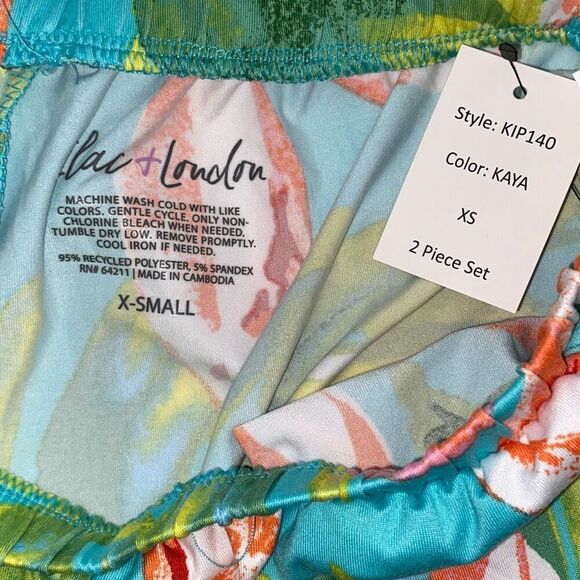 Lilac + London
MACHINE WASH COLD WITH LIKE
COLORS. GENTLE CYCLE. ONLY NON-
CHLORINE BLEACH WHEN NEEDED.
TUMBLE DRY LOW. REMOVE PROMPTLY.
COOL IRON IF NEEDED.
95% RECYCLED POLYESTER, 5% SPANDEX
RN# 64211 | MADE IN CAMBODIA
X-SMALL
Style: KIP140
Color: KAYA
XS
2 Piece Set